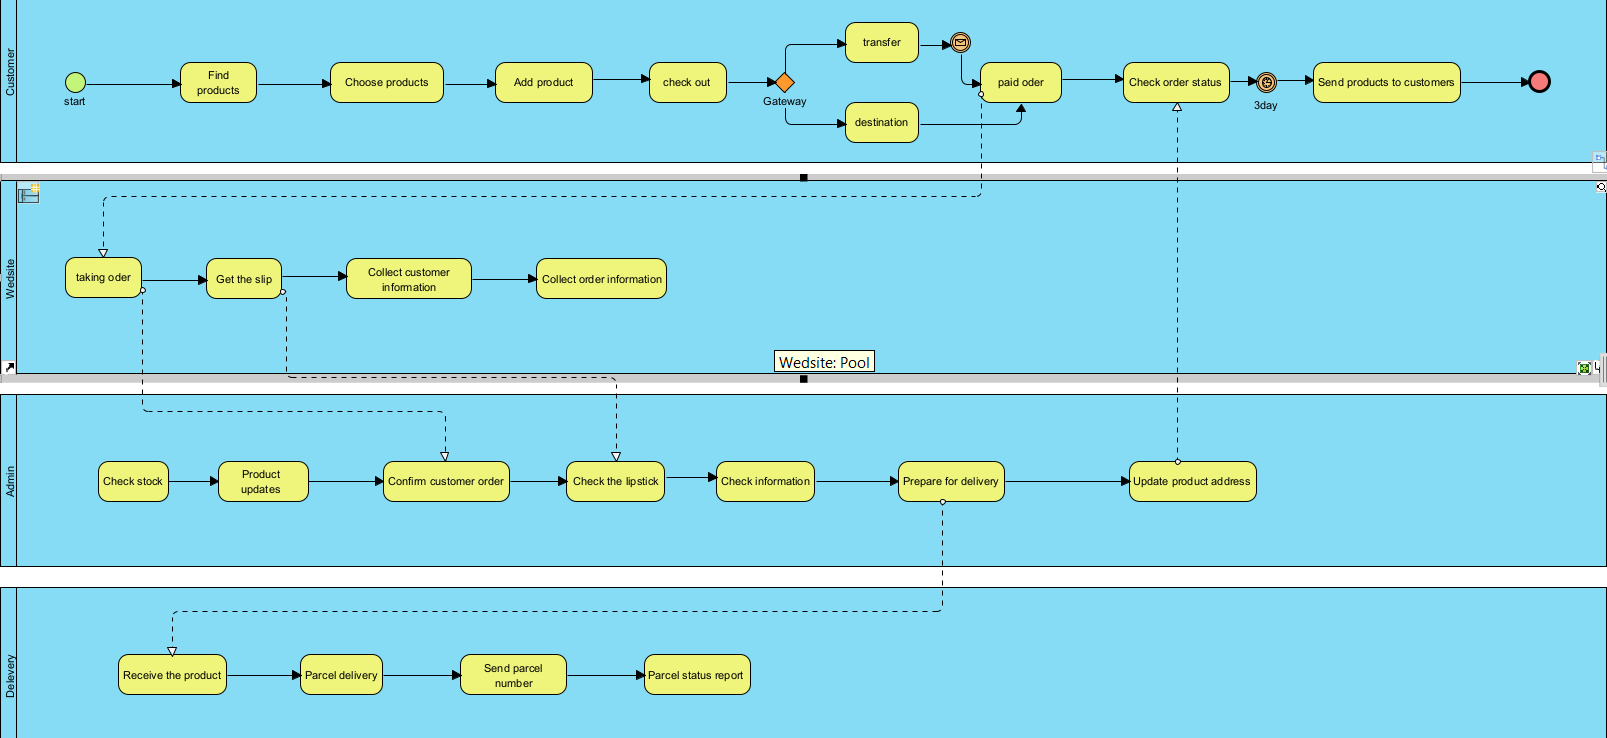 Customer
start
Find
products
Choose products
Add product
check out
Gateway
transfer
destination
paid oder
Check order status
3day
Send products to customers
Wedsite
taking oder
Get the slip
Collect customer
information
Collect order information
Wedsite: Pool
Admin
Check stock
Product
updates
Confirm customer order
Check the lipstick
Check information
Prepare for delivery
Update product address
Delevery
Receive the product
Parcel delivery
Send parcel
number
Parcel status report